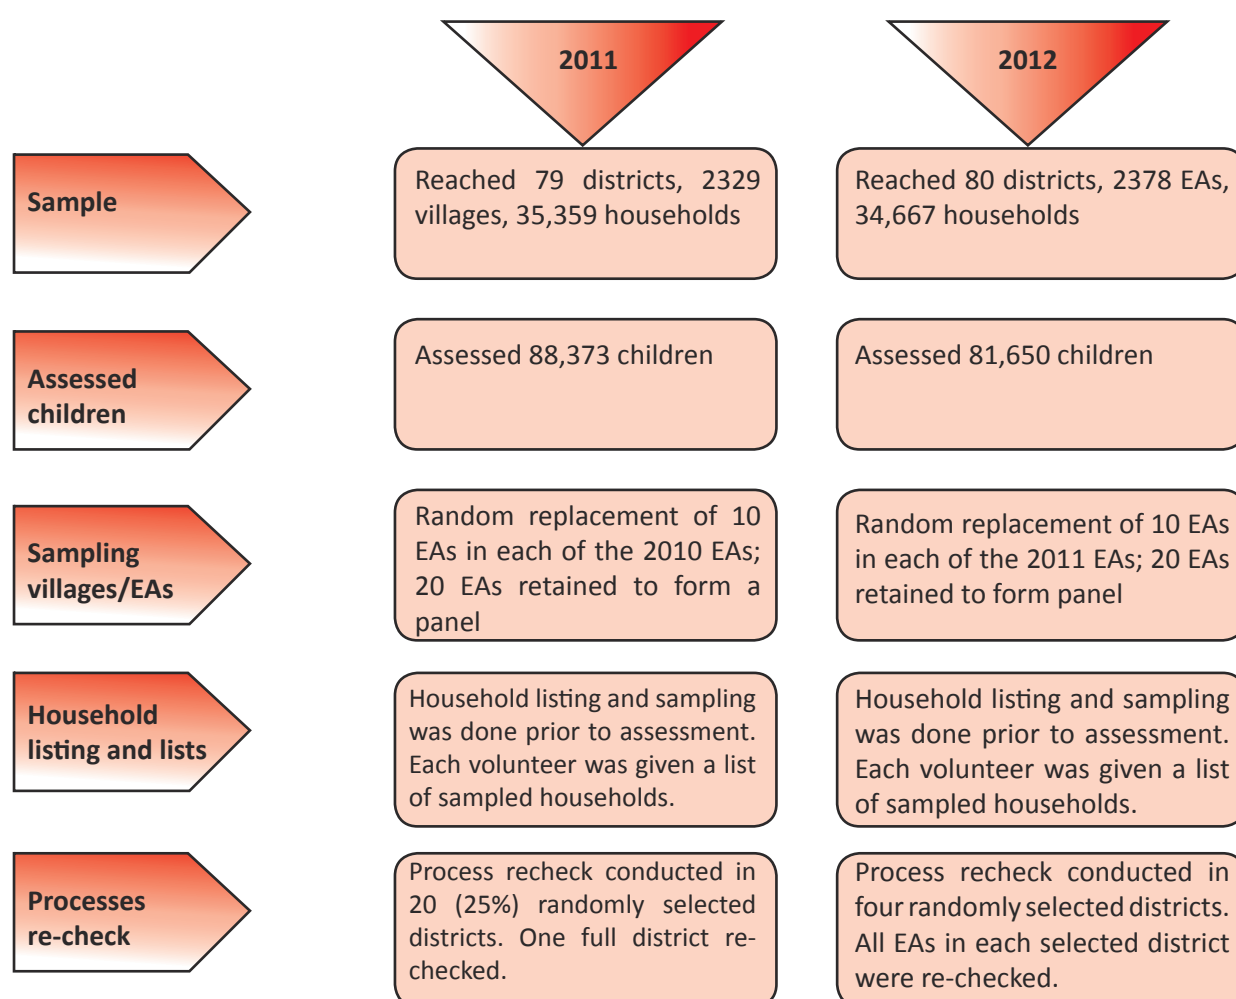 2011
2012
Sample
Reached 79 districts, 2329
villages, 35,359 households
Reached 80 districts, 2378 EAs,
34,667 households
Assessed
children
Assessed 88,373 children
Assessed 81,650 children
Sampling
villages/EAs
Random replacement of 10
EAs in each of the 2010 EAs;
20 EAs retained to form a
panel
Random replacement of 10 EAs
in each of the 2011 EAs; 20 EAs
retained to form panel
Household
listing and lists
Household listing and sampling
was done prior to assessment.
Each volunteer was given a list
of sampled households.
Household listing and sampling
was done prior to assessment.
Each volunteer was given a list
of sampled households.
Processes
re-check
Process recheck conducted in
20 (25%) randomly selected
districts. One full district re-
checked.
Process recheck conducted in
four randomly selected districts.
All EAs in each selected district
were re-checked.